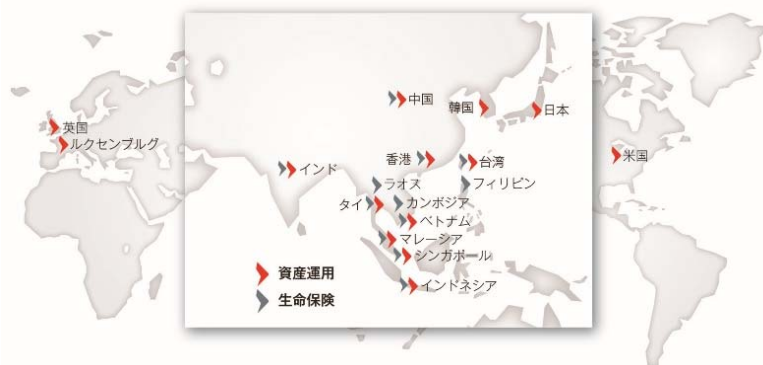 中国
韓国
日本
英国
ルクセンブルグ
香港
台湾
米国
インド
ラオス
フィリピン
タイ
カンボジア
ベトナム
マレーシア
シンガポール
資産運用
インドネシア
生命保険